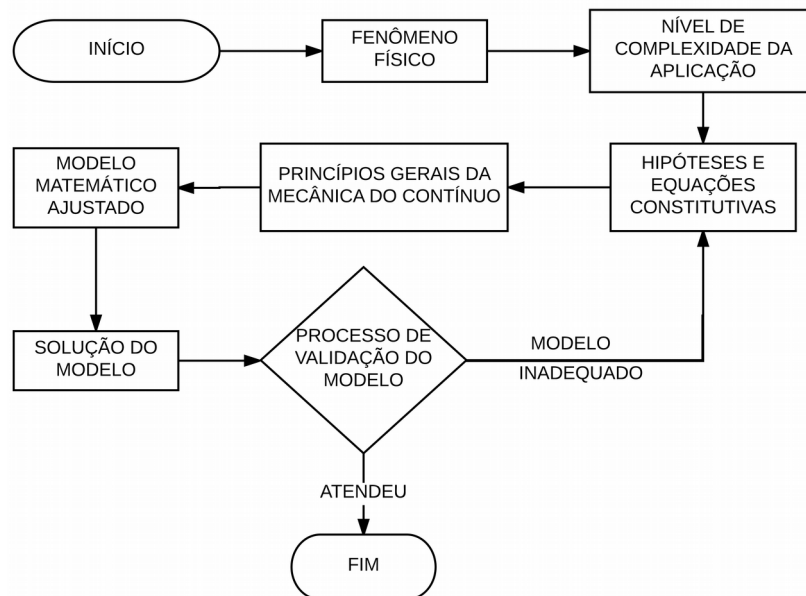 INÍCIO
FENÔMENO
FÍSICO
NÍVEL DE
COMPLEXIDADE DA
APLICAÇÃO
HIPÓTESES E
EQUAÇÕES
CONSTITUTIVAS
PRINCÍPIOS GERAIS DA
MECÂNICA DO CONTÍNUO
MODELO
MATEMÁTICO
AJUSTADO
SOLUÇÃO DO
MODELO
PROCESSO DE
VALIDAÇÃO DO
MODELO
MODELO
INADEQUADO
ATENDEU
FIM